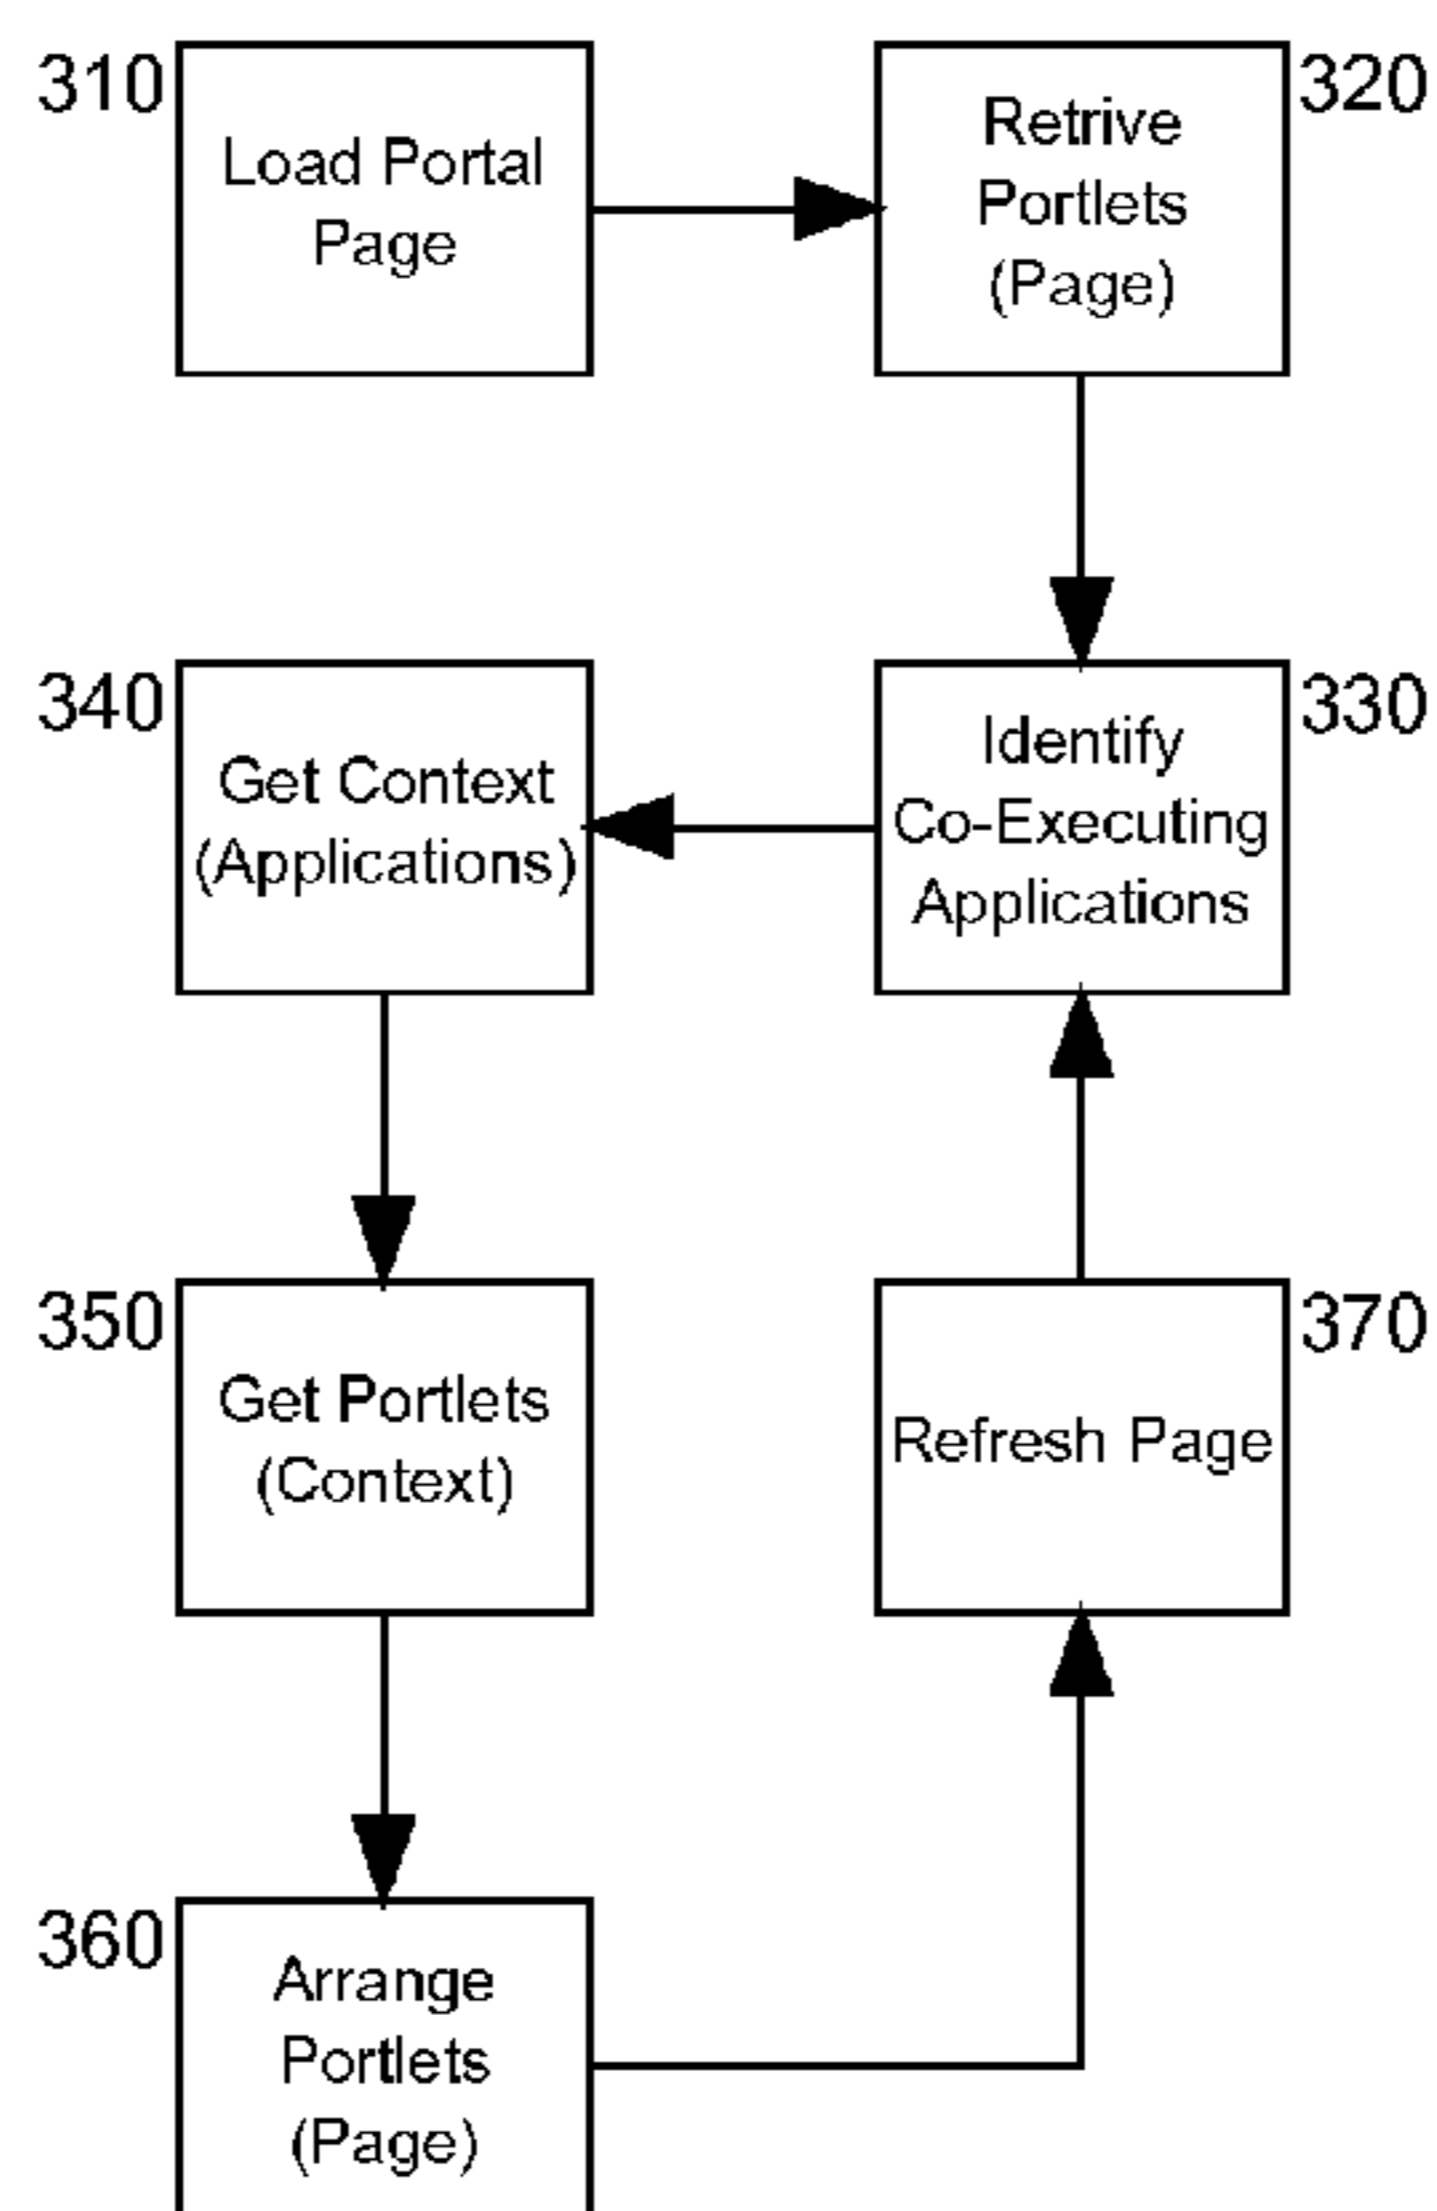 310
Load Portal
Page
320
Retrive
Portlets
(Page)
340
Get Context
(Applications)
330
Identify
Co-Executing
Applications
350
Get Portlets
(Context)
370
Refresh Page
360
Arrange
Portlets
(Page)